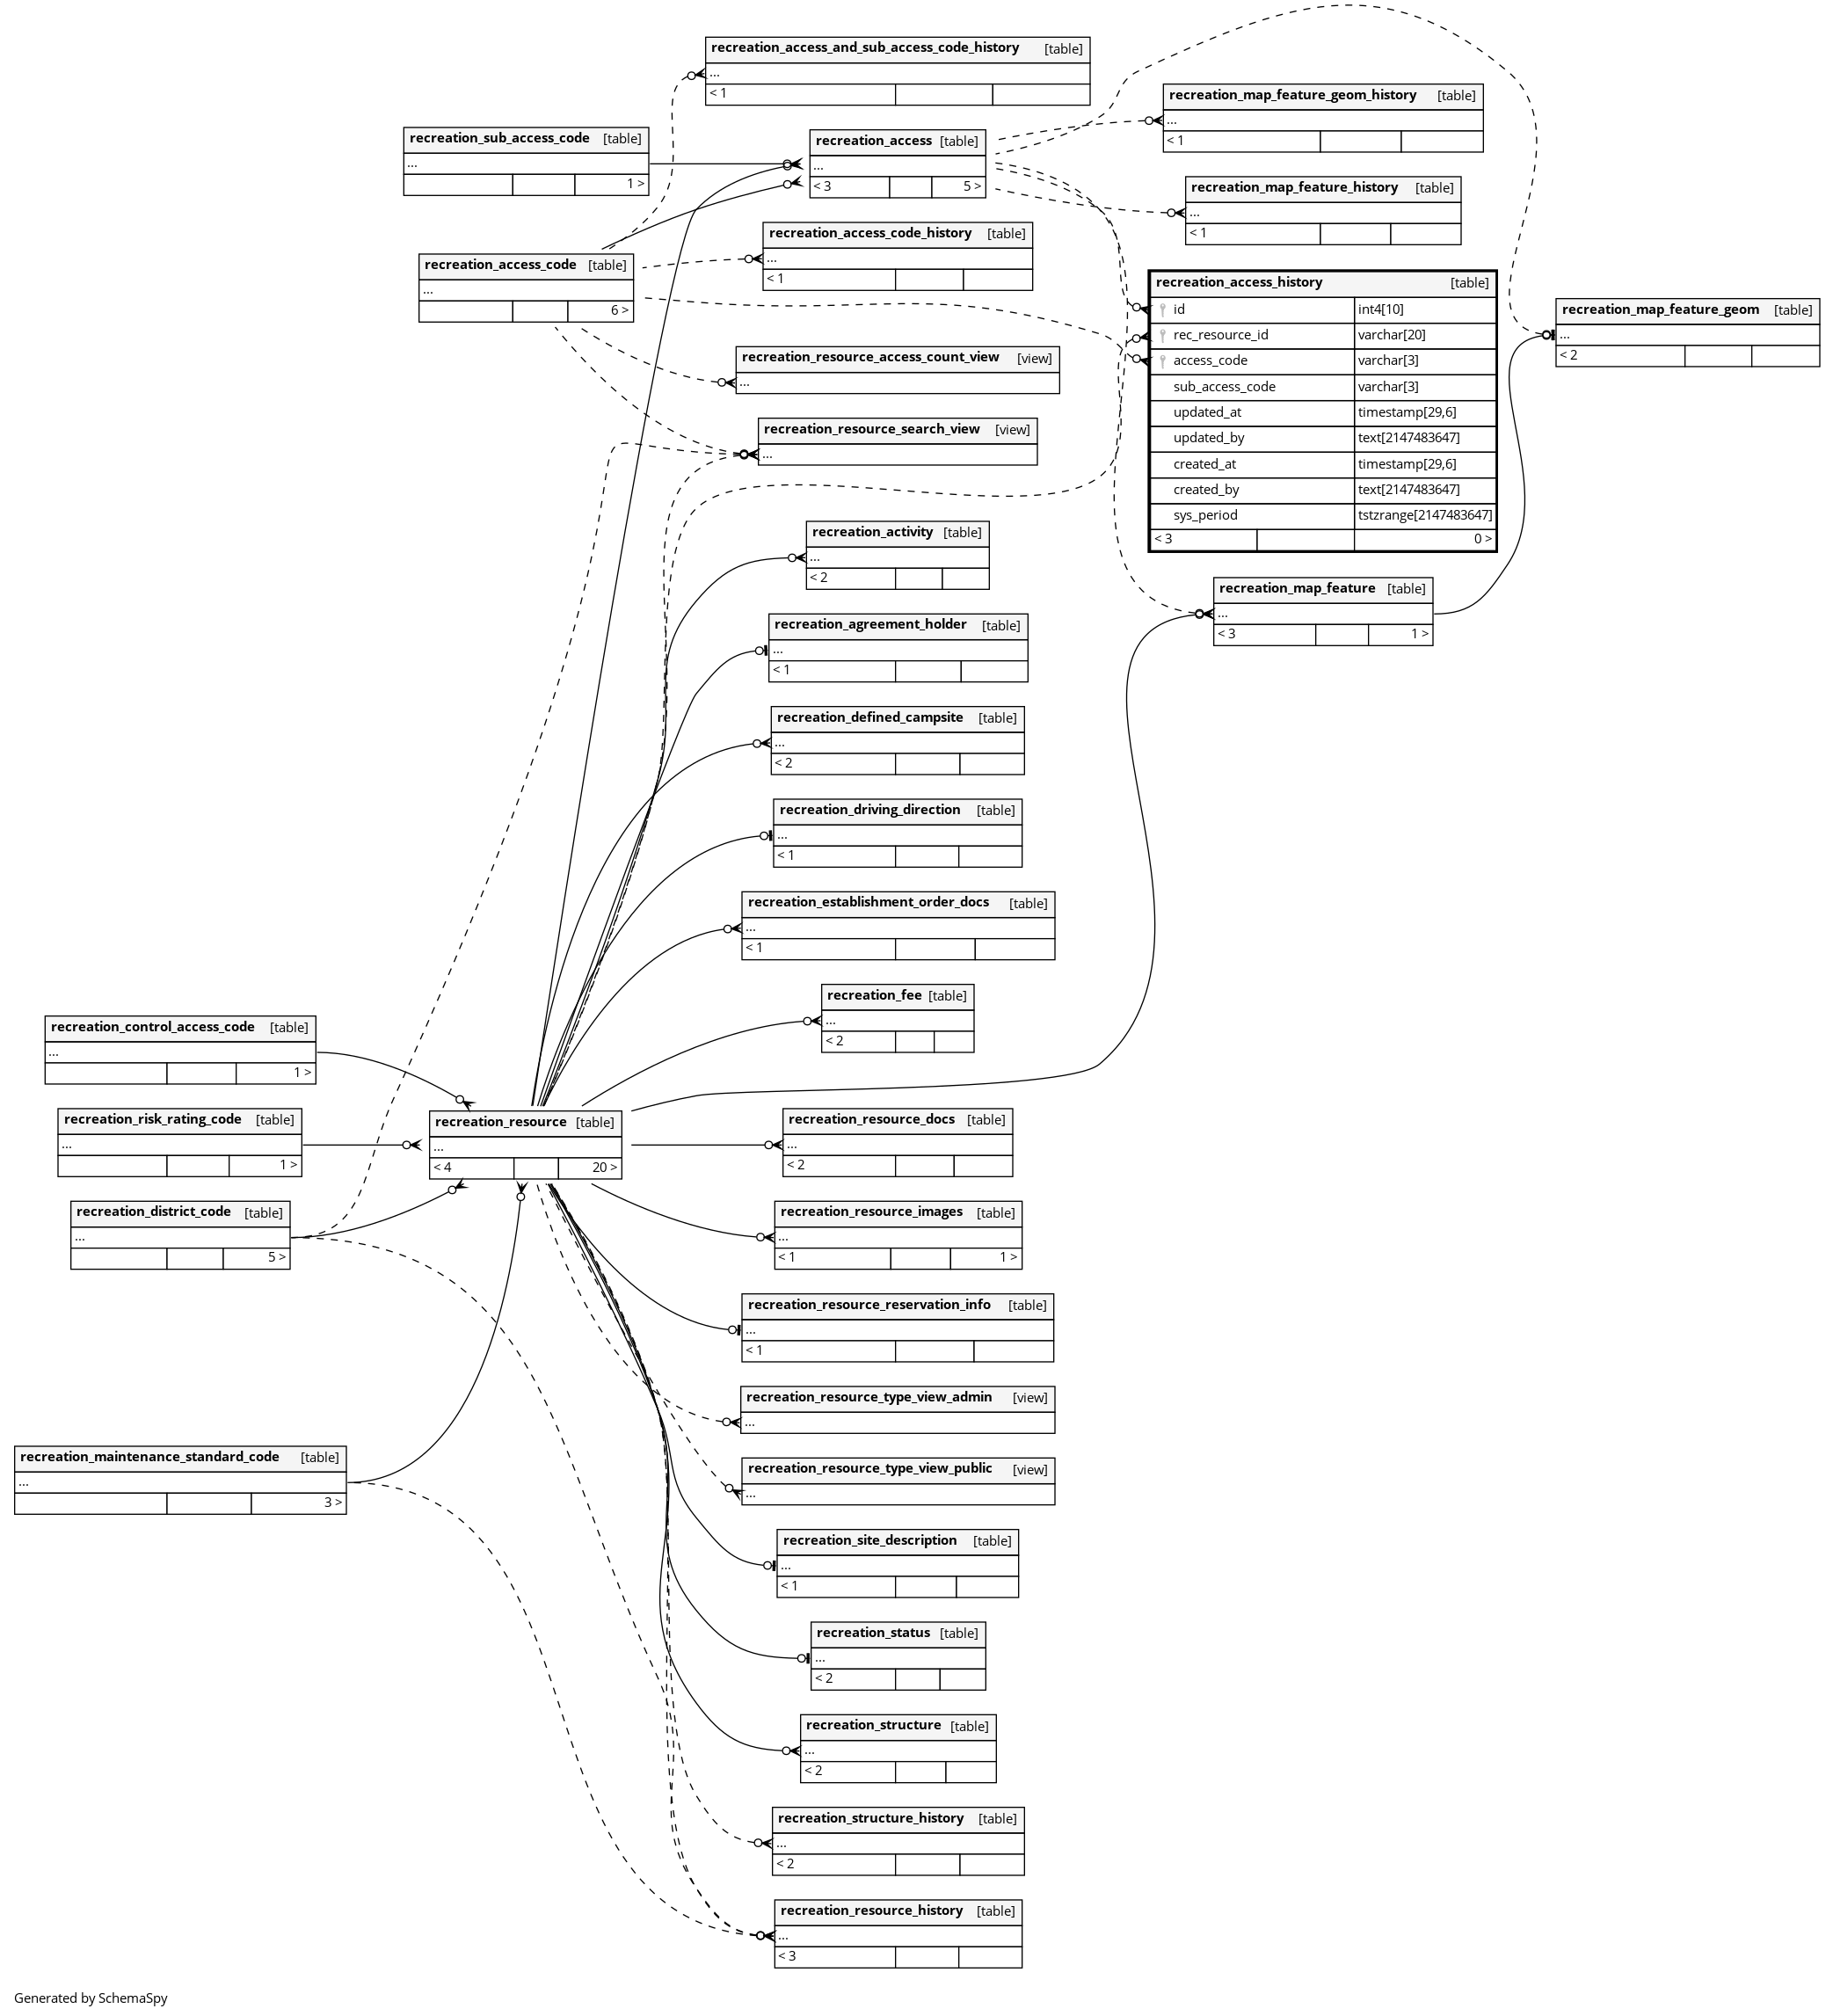 recreation_access_and_sub_access_code_history [table]
...
< 1
recreation_map_feature_geom_history [table]
...
< 1
recreation_sub_access_code [table]
...
1 >
recreation_access [table]
...
< 3 5 >
recreation_map_feature_history [table]
...
< 1
recreation_access_code_history [table]
...
< 1
recreation_access_code [table]
...
6 >
recreation_access_history [table]
id int4[10]
rec_resource_id varchar[20]
access_code varchar[3]
sub_access_code varchar[3]
updated_at timestamp[29,6]
updated_by text[2147483647]
created_at timestamp[29,6]
created_by text[2147483647]
sys_period tstzrange[2147483647]
< 3 0 >
recreation_map_feature_geom [table]
...
< 2
recreation_resource_access_count_view [view]
...
recreation_resource_search_view [view]
...
recreation_activity [table]
...
< 2
recreation_map_feature [table]
...
< 3 1 >
recreation_agreement_holder [table]
...
< 1
recreation_defined_campsite [table]
...
< 2
recreation_driving_direction [table]
...
< 1
recreation_establishment_order_docs [table]
...
< 1
recreation_fee [table]
...
< 2
recreation_control_access_code [table]
...
1 >
recreation_risk_rating_code [table]
...
1 >
recreation_resource [table]
...
< 4 20 >
recreation_resource_docs [table]
...
< 2
recreation_district_code [table]
...
5 >
recreation_resource_images [table]
...
< 1 1 >
recreation_resource_reservation_info [table]
...
< 1
recreation_resource_type_view_admin [view]
...
recreation_maintenance_standard_code [table]
...
3 >
recreation_resource_type_view_public [view]
...
recreation_site_description [table]
...
< 1
recreation_status [table]
...
< 2
recreation_structure [table]
...
< 2
recreation_structure_history [table]
...
< 2
recreation_resource_history [table]
...
< 3
Generated by SchemaSpy